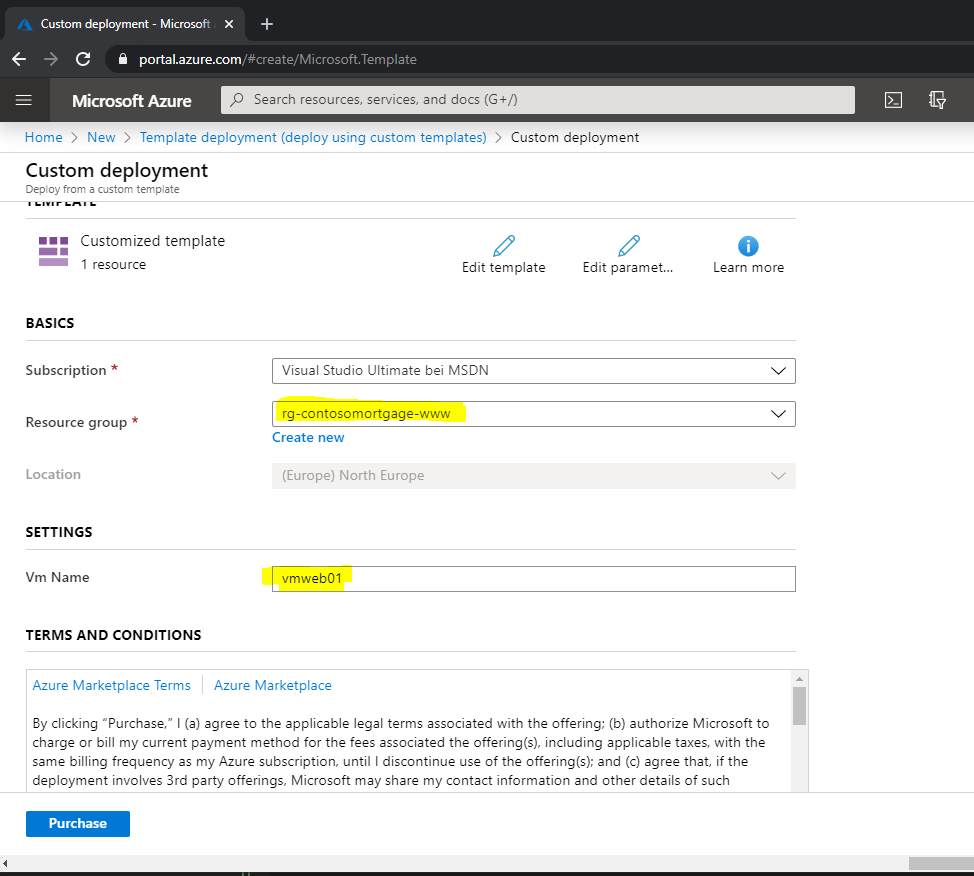 Custom deployment - Microsoft
portal.azure.com/#create/Microsoft.Template
Microsoft Azure
Search resources, services, and docs (G+/)
Home > New > Template deployment (deploy using custom templates) > Custom deployment
Custom deployment
Deploy from a custom template
TEMPLATE
Customized template
1 resource
Edit template
Edit paramet...
Learn more
BASICS
Subscription *
Visual Studio Ultimate bei MSDN
Resource group *
rg-contosomortgage-www
Create new
Location
(Europe) North Europe
SETTINGS
Vm Name
vmweb01
TERMS AND CONDITIONS
Azure Marketplace Terms | Azure Marketplace
By clicking “Purchase,” I (a) agree to the applicable legal terms associated with the offering; (b) authorize Microsoft to
charge or bill my current payment method for the fees associated the offering(s), including applicable taxes, with the
same billing frequency as my Azure subscription, until I discontinue use of the offering(s); and (c) agree that, if the
deployment involves 3rd party offerings, Microsoft may share my contact information and other details of such
Purchase